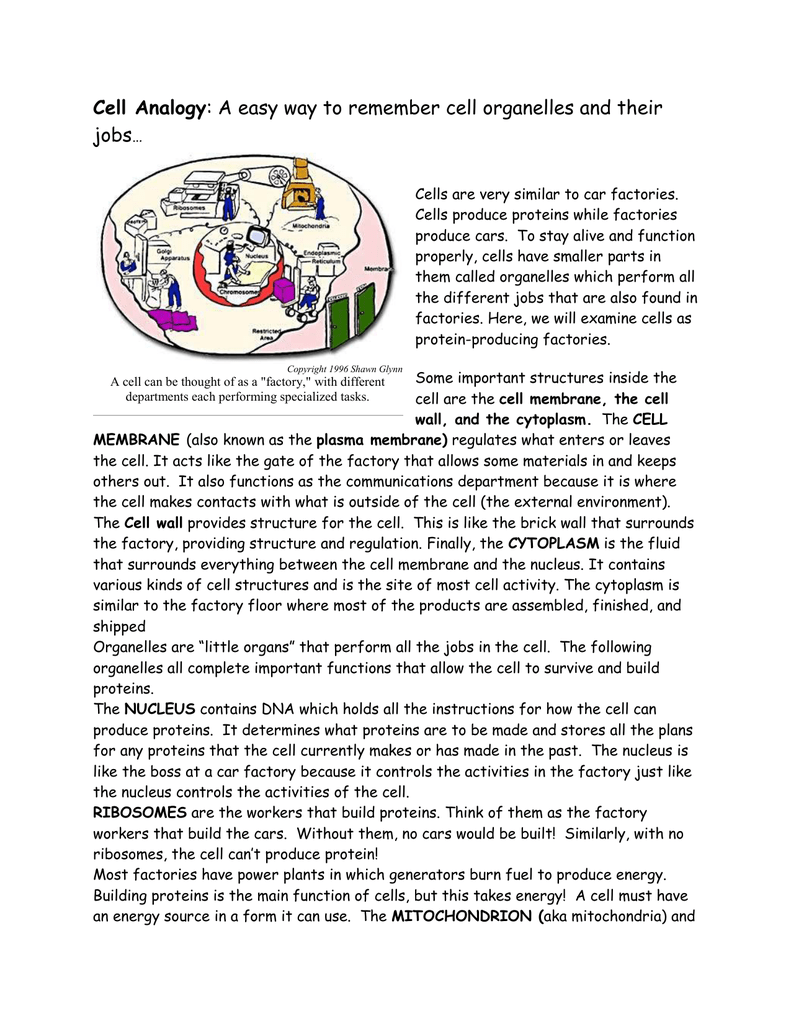 Cell Analogy: A easy way to remember cell organelles and their
jobs…
Ribosomes
Mitochondria
Golgi
Apparatus
Nucleus
Endoplasmic
Reticulum
Membran
Chromosomes
Restricted
Area
Copyright 1996 Shawn Glynn
A cell can be thought of as a "factory," with different
departments each performing specialized tasks.
Cells are very similar to car factories.
Cells produce proteins while factories
produce cars. To stay alive and function
properly, cells have smaller parts in
them called organelles which perform all
the different jobs that are also found in
factories. Here, we will examine cells as
protein-producing factories.
Some important structures inside the
cell are the cell membrane, the cell
wall, and the cytoplasm. The CELL
MEMBRANE (also known as the plasma membrane) regulates what enters or leaves
the cell. It acts like the gate of the factory that allows some materials in and keeps
others out. It also functions as the communications department because it is where
the cell makes contacts with what is outside of the cell (the external environment).
The Cell wall provides structure for the cell. This is like the brick wall that surrounds
the factory, providing structure and regulation. Finally, the CYTOPLASM is the fluid
that surrounds everything between the cell membrane and the nucleus. It contains
various kinds of cell structures and is the site of most cell activity. The cytoplasm is
similar to the factory floor where most of the products are assembled, finished, and
shipped
Organelles are “little organs” that perform all the jobs in the cell. The following
organelles all complete important functions that allow the cell to survive and build
proteins.
The NUCLEUS contains DNA which holds all the instructions for how the cell can
produce proteins. It determines what proteins are to be made and stores all the plans
for any proteins that the cell currently makes or has made in the past. The nucleus is
like the boss at a car factory because it controls the activities in the factory just like
the nucleus controls the activities of the cell.
RIBOSOMES are the workers that build proteins. Think of them as the factory
workers that build the cars. Without them, no cars would be built! Similarly, with no
ribosomes, the cell can’t produce protein!
Most factories have power plants in which generators burn fuel to produce energy.
Building proteins is the main function of cells, but this takes energy! A cell must have
an energy source in a form it can use. The MITOCHONDRION (aka mitochondria) and